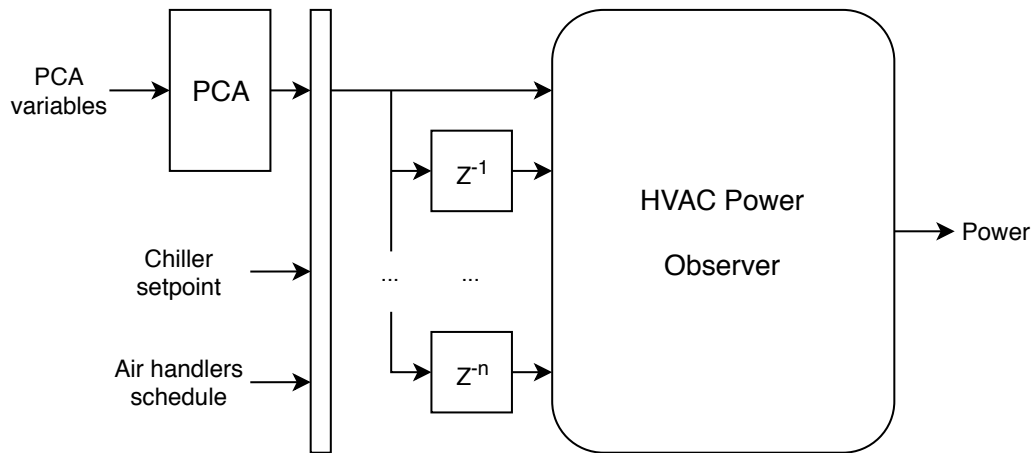 PCA
variables
PCA
Z⁻¹
HVAC Power
Observer
Power
Chiller
setpoint
...
...
Air handlers
schedule
Z⁻ⁿ